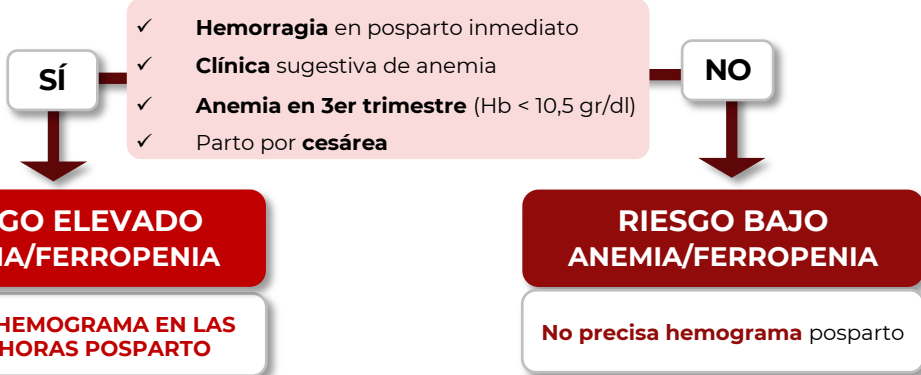 ✓ Hemorragia en posparto inmediato
✓ Clínica sugestiva de anemia
✓ Anemia en 3er trimestre (Hb < 10,5 gr/dl)
✓ Parto por cesárea
SÍ
NO
GO ELEVADO
IA/FERROPENIA
HEMOGRAMA EN LAS
HORAS POSPARTO
RIESGO BAJO
ANEMIA/FERROPENIA
No precisa hemograma posparto